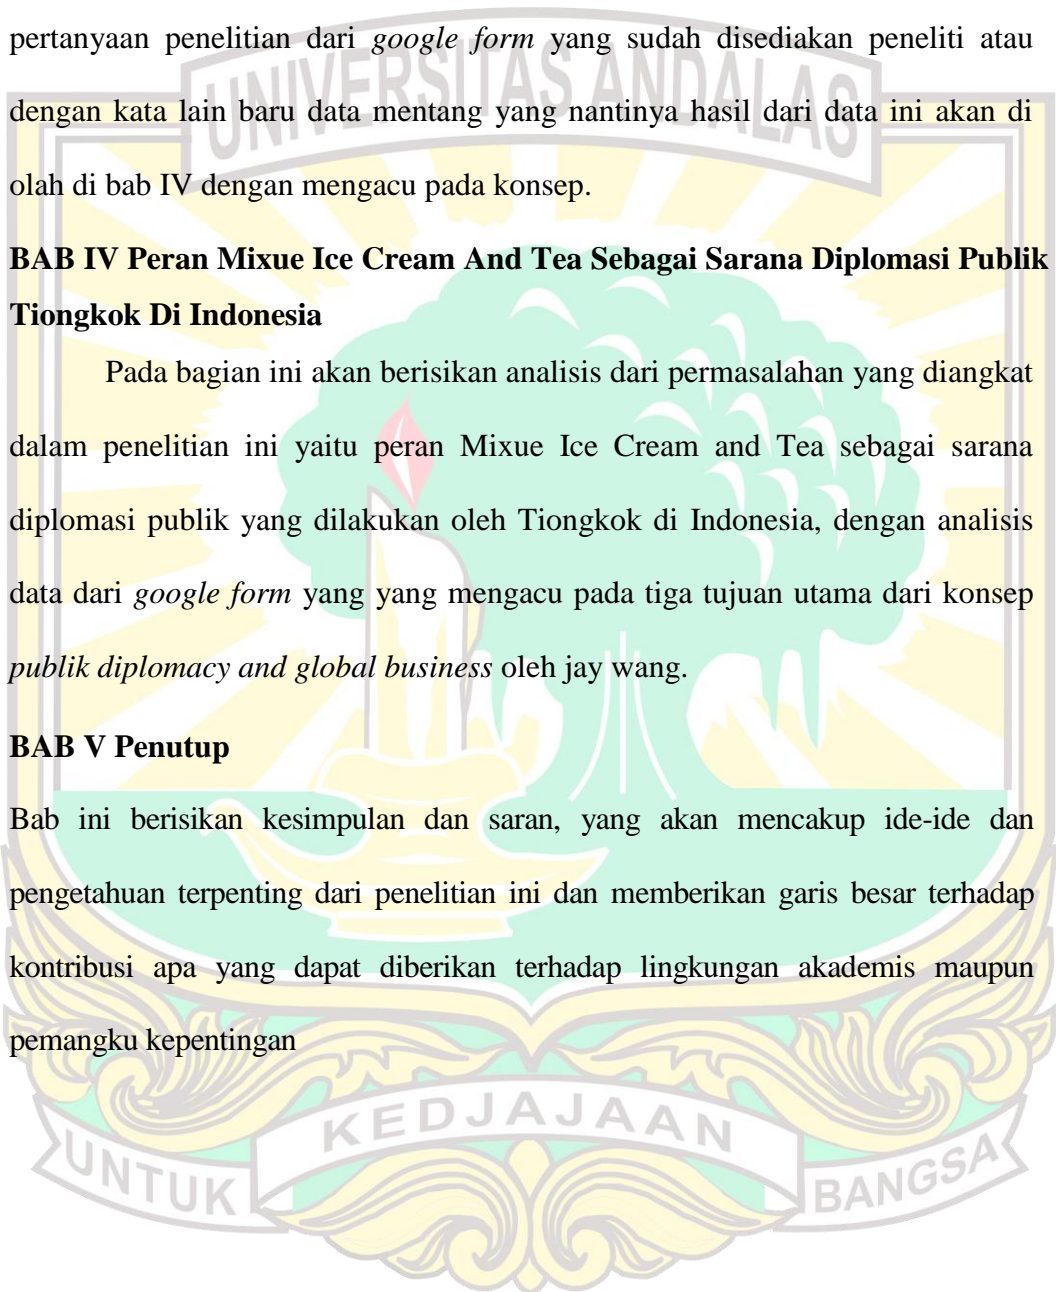 pertanyaan penelitian dari google form yang sudah disediakan peneliti atau
UNIVERSITAS ANDALAS
dengan kata lain baru data mentang yang nantinya hasil dari data ini akan di
olah di bab IV dengan mengacu pada konsep.
BAB IV Peran Mixue Ice Cream And Tea Sebagai Sarana Diplomasi Publik
Tiongkok Di Indonesia
Pada bagian ini akan berisikan analisis dari permasalahan yang diangkat
dalam penelitian ini yaitu peran Mixue Ice Cream and Tea sebagai sarana
diplomasi publik yang dilakukan oleh Tiongkok di Indonesia, dengan analisis
data dari google form yang yang mengacu pada tiga tujuan utama dari konsep
publik diplomacy and global business oleh jay wang.
BAB V Penutup
Bab ini berisikan kesimpulan dan saran, yang akan mencakup ide-ide dan
pengetahuan terpenting dari penelitian ini dan memberikan garis besar terhadap
kontribusi apa yang dapat diberikan terhadap lingkungan akademis maupun
pemangku kepentingan
UNTUK KEDJAJAAN BANGSA